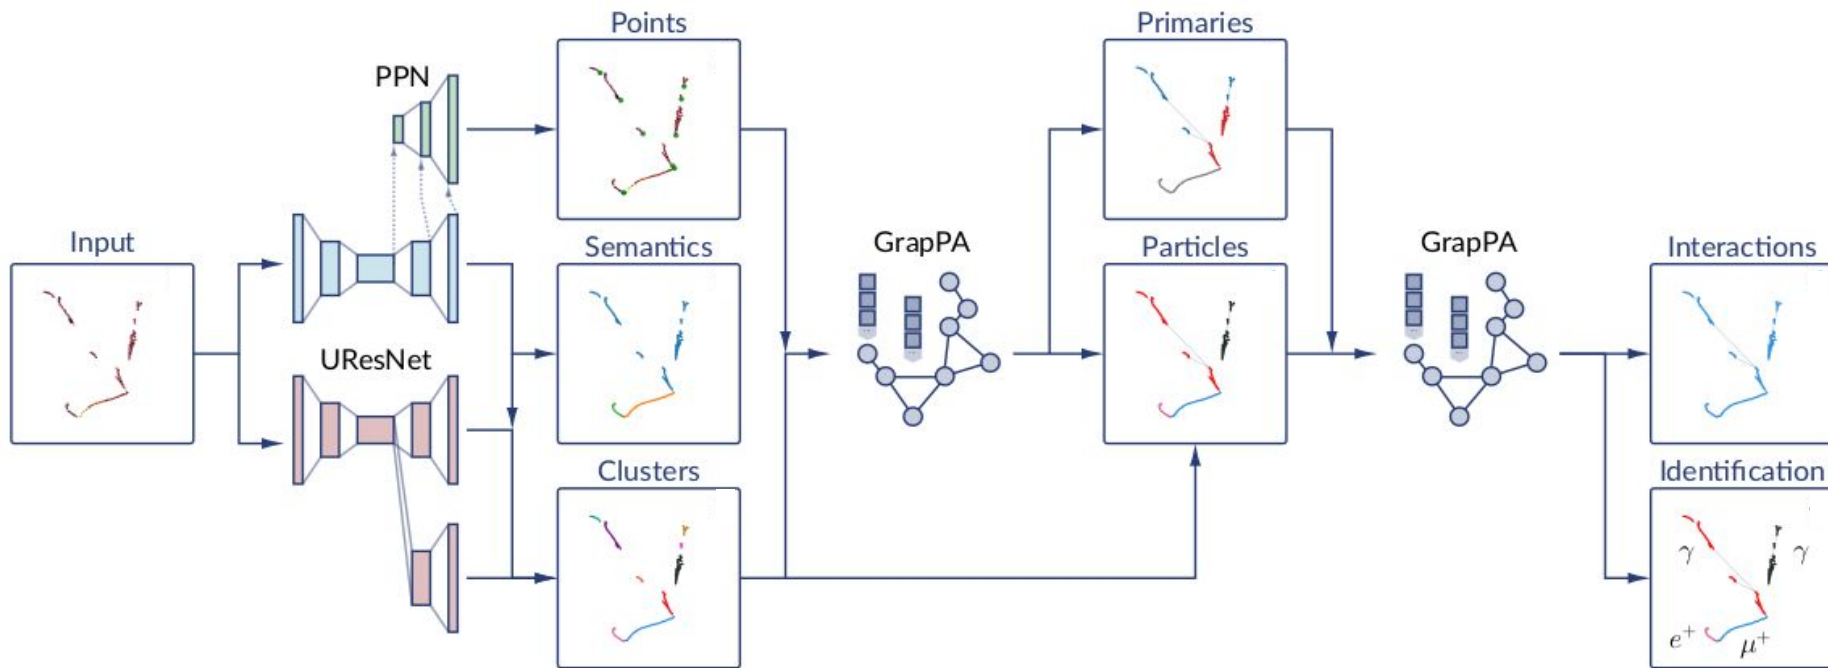 Points
Primaries
PPN
Input
Semantics
GrapPA
Particles
GrapPA
Interactions
UResNet
Clusters
Identification
γ
γ
e⁺
μ⁺